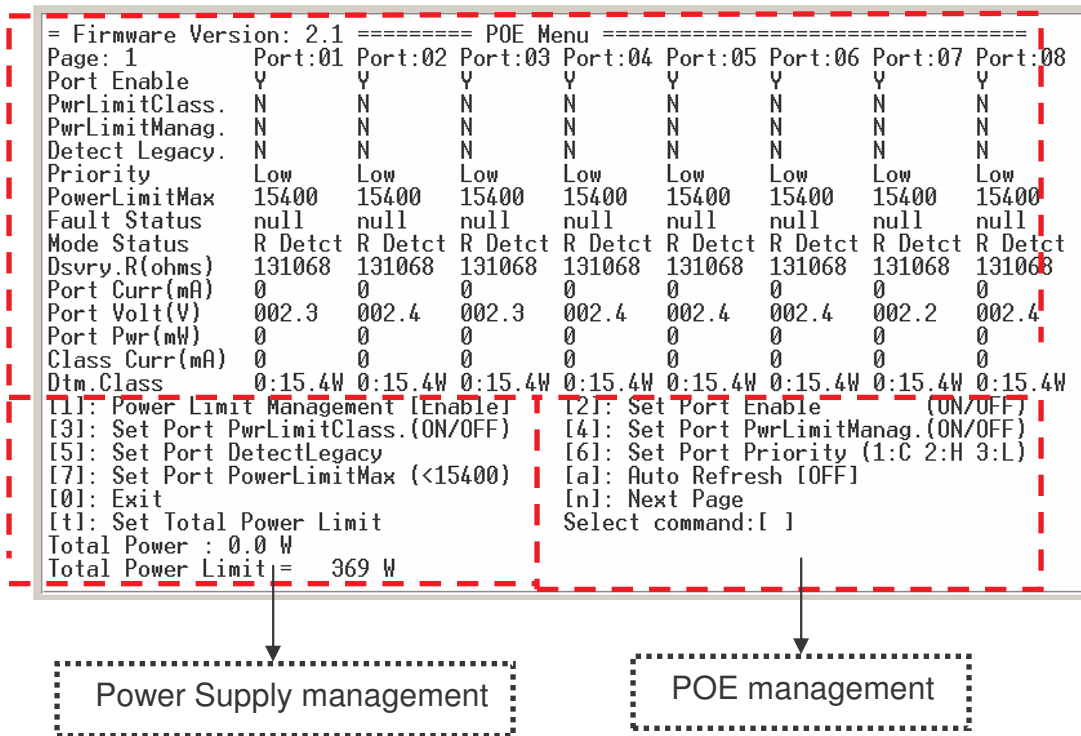 = Firmware Version: 2.1 ========= POE Menu =================================
Page: 1 Port:01 Port:02 Port:03 Port:04 Port:05 Port:06 Port:07 Port:08
Port Enable Y Y Y Y Y Y Y Y
PwrLimitClass. N N N N N N N N
PwrLimitManag. N N N N N N N N
Detect Legacy. N N N N N N N N
Priority Low Low Low Low Low Low Low Low
PowerLimitMax 15400 15400 15400 15400 15400 15400 15400 15400
Fault Status null null null null null null null null
Mode Status R Detct R Detct R Detct R Detct R Detct R Detct R Detct R Detct
Dsvry.R(ohms) 131068 131068 131068 131068 131068 131068 131068 131068
Port Curr(mA) 0 0 0 0 0 0 0 0
Port Volt(V) 002.3 002.4 002.3 002.4 002.4 002.4 002.2 002.4
Port Pwr(mW) 0 0 0 0 0 0 0 0
Class Curr(mA) 0 0 0 0 0 0 0 0
Dtm.Class 0:15.4W 0:15.4W 0:15.4W 0:15.4W 0:15.4W 0:15.4W 0:15.4W 0:15.4W
[1]: Power Limit Management [Enable] [2]: Set Port Enable (ON/OFF)
[3]: Set Port PwrLimitClass.(ON/OFF) [4]: Set Port PwrLimitManag.(ON/OFF)
[5]: Set Port DetectLegacy [6]: Set Port Priority (1:C 2:H 3:L)
[7]: Set Port PowerLimitMax (<15400) [a]: Auto Refresh [OFF]
[0]: Exit [n]: Next Page
[t]: Set Total Power Limit Select command:[ ]
Total Power : 0.0 W
Total Power Limit = 369 W
Power Supply management POE management